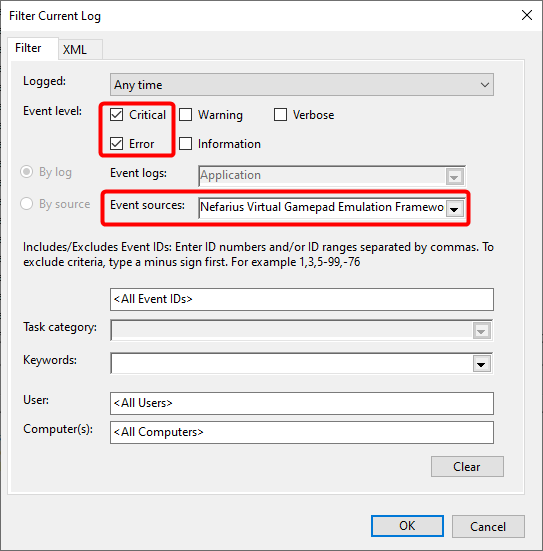 Filter Current Log
Filter XML
Logged: Any time
Event level: Critical Warning Verbose
Error Information
By log Event logs: Application
By source Event sources: Nefarius Virtual Gamepad Emulation Framewo
Includes/Excludes Event IDs: Enter ID numbers and/or ID ranges separated by commas. To
exclude criteria, type a minus sign first. For example 1,3,5-99,-76
<All Event IDs>
Task category:
Keywords:
User: <All Users>
Computer(s): <All Computers>
Clear
OK Cancel